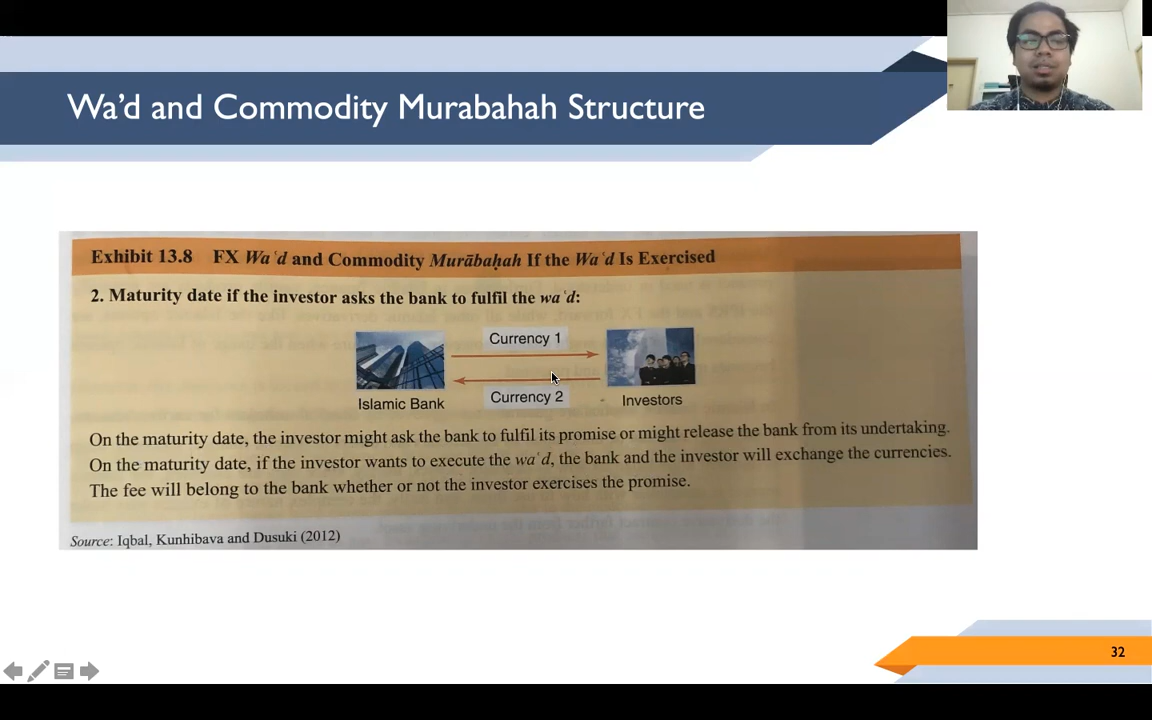 Wa'd and Commodity Murabahah Structure
Exhibit 13.8 FX Waʿd and Commodity Murābaḥah If the Waʿd Is Exercised
2. Maturity date if the investor asks the bank to fulfil the waʿd:
Currency 1
Currency 2
Islamic Bank
Investors
On the maturity date, the investor might ask the bank to fulfil its promise or might release the bank from its undertaking.
On the maturity date, if the investor wants to execute the waʿd, the bank and the investor will exchange the currencies.
The fee will belong to the bank whether or not the investor exercises the promise.
Source: Iqbal, Kunhibava and Dusuki (2012)
32